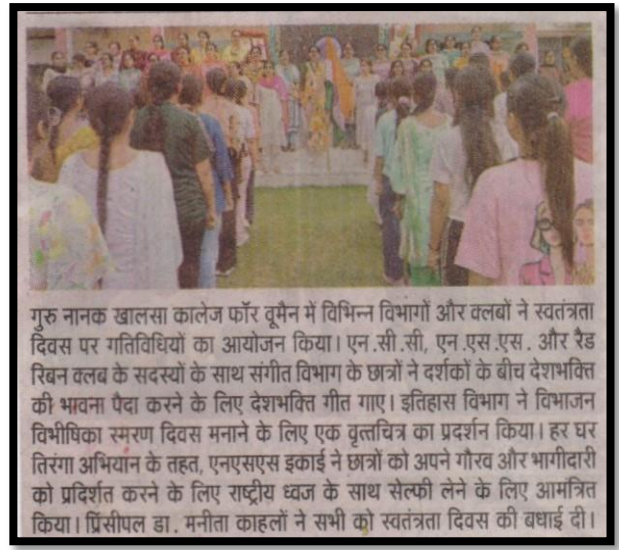 गुरु नानक खालसा कालेज फॉर वूमैन में विभिन्न विभागों और क्लबों ने स्वतंत्रता
दिवस पर गतिविधियों का आयोजन किया। एन.सी.सी, एन.एस.एस. और रैड
रिबन क्लब के सदस्यों के साथ संगीत विभाग के छात्रों ने दर्शकों के बीच देशभक्ति
की भावना पैदा करने के लिए देशभक्ति गीत गाए। इतिहास विभाग ने विभाजन
विभीषिका स्मरण दिवस मनाने के लिए एक वृत्तचित्र का प्रदर्शन किया। हर घर
तिरंगा अभियान के तहत, एनएसएस इकाई ने छात्रों को अपने गौरव और भागीदारी
को प्रदिर्शत करने के लिए राष्ट्रीय ध्वज के साथ सेल्फी लेने के लिए आमंत्रित
किया। प्रिंसीपल डा. मनीता काहलों ने सभी को स्वतंत्रता दिवस की बधाई दी।